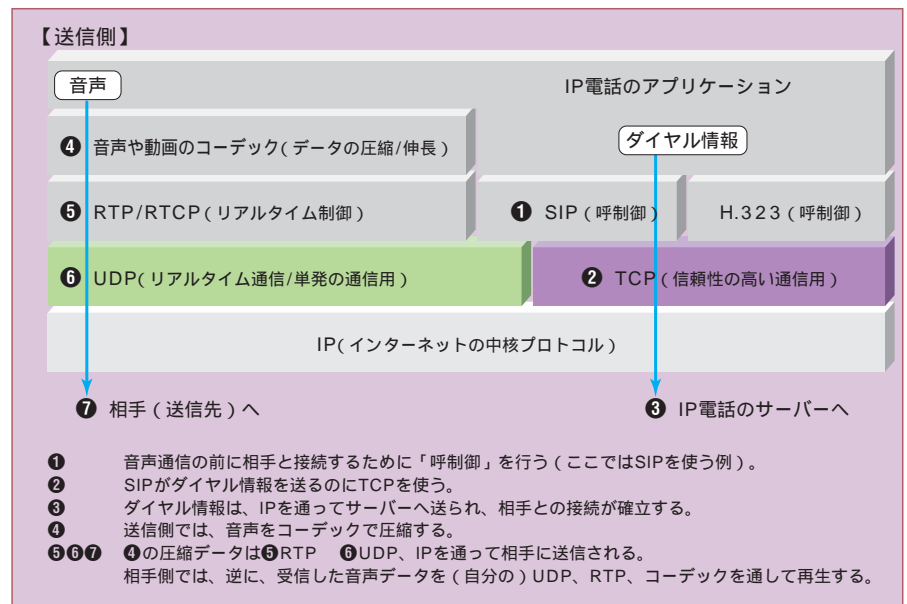 【送信側】
音声
IP電話のアプリケーション
❹ 音声や動画のコーデック(データの圧縮/伸長)
ダイヤル情報
❺ RTP/RTCP(リアルタイム制御)
❶ SIP(呼制御)
H.323(呼制御)
❻ UDP(リアルタイム通信/単発の通信用)
❷ TCP(信頼性の高い通信用)
IP(インターネットの中核プロトコル)
❼ 相手(送信先)へ
❸ IP電話のサーバーへ
❶ 音声通信の前に相手と接続するために「呼制御」を行う(ここではSIPを使う例)。
❷ SIPがダイヤル情報を送るのにTCPを使う。
❸ ダイヤル情報は、IPを通ってサーバーへ送られ、相手との接続が確立する。
❹ 送信側では、音声をコーデックで圧縮する。
❺❻❼ ❹の圧縮データは❺RTP ❻UDP、IPを通って相手に送信される。
相手側では、逆に、受信した音声データを(自分の)UDP、RTP、コーデックを通して再生する。